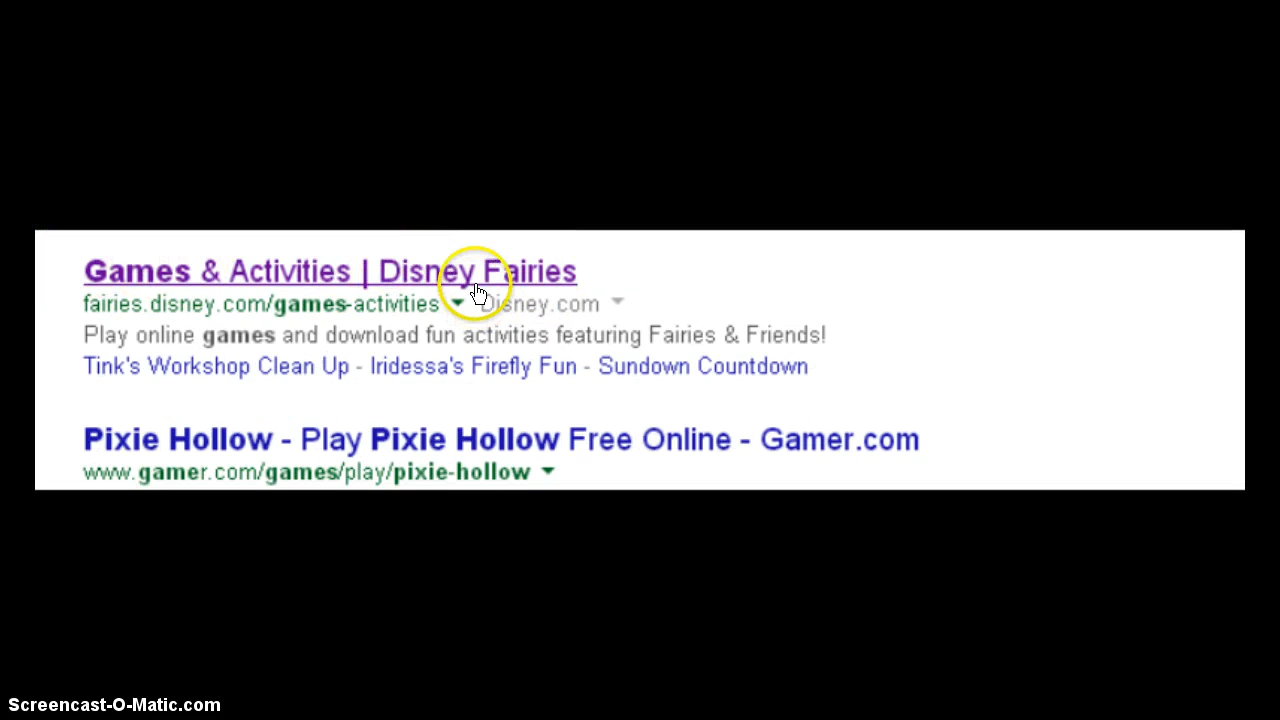 Games & Activities | Disney Fairies
fairies.disney.com/games-activities Disney.com
Play online games and download fun activities featuring Fairies & Friends!
Tink's Workshop Clean Up - Iridessa's Firefly Fun - Sundown Countdown
Pixie Hollow - Play Pixie Hollow Free Online - Gamer.com
www.gamer.com/games/play/pixie-hollow
Screencast-O-Matic.com